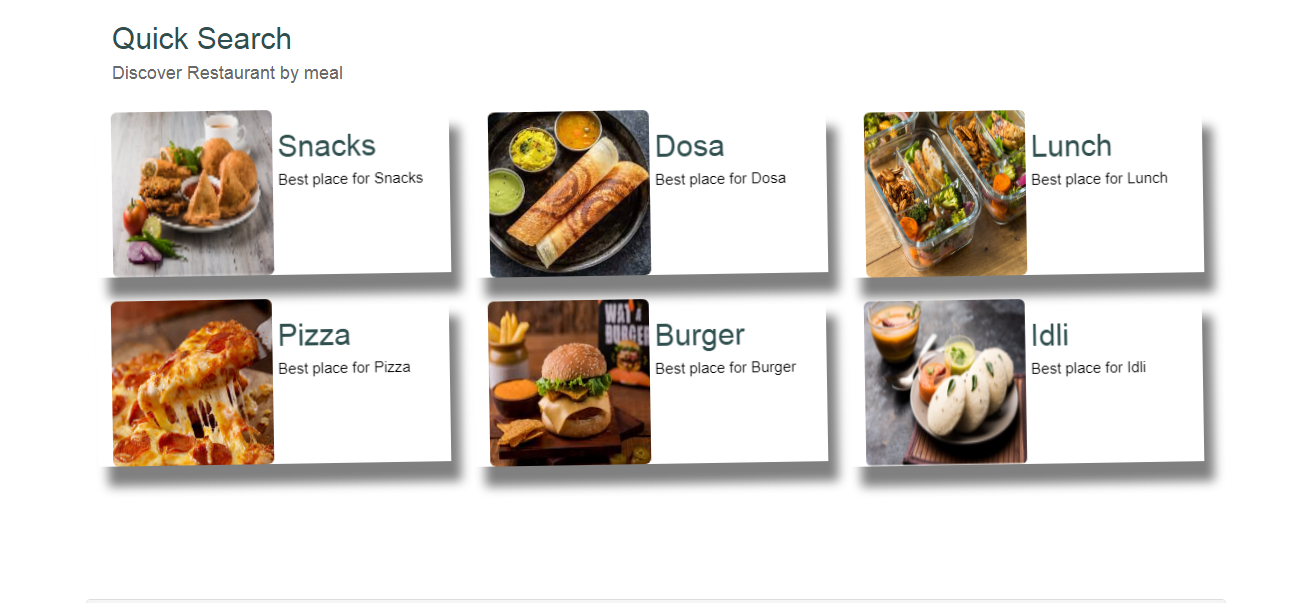 Quick Search
Discover Restaurant by meal
Snacks
Best place for Snacks
Dosa
Best place for Dosa
Lunch
Best place for Lunch
Pizza
Best place for Pizza
WAT A
BURGER
Burger
Best place for Burger
Idli
Best place for Idli